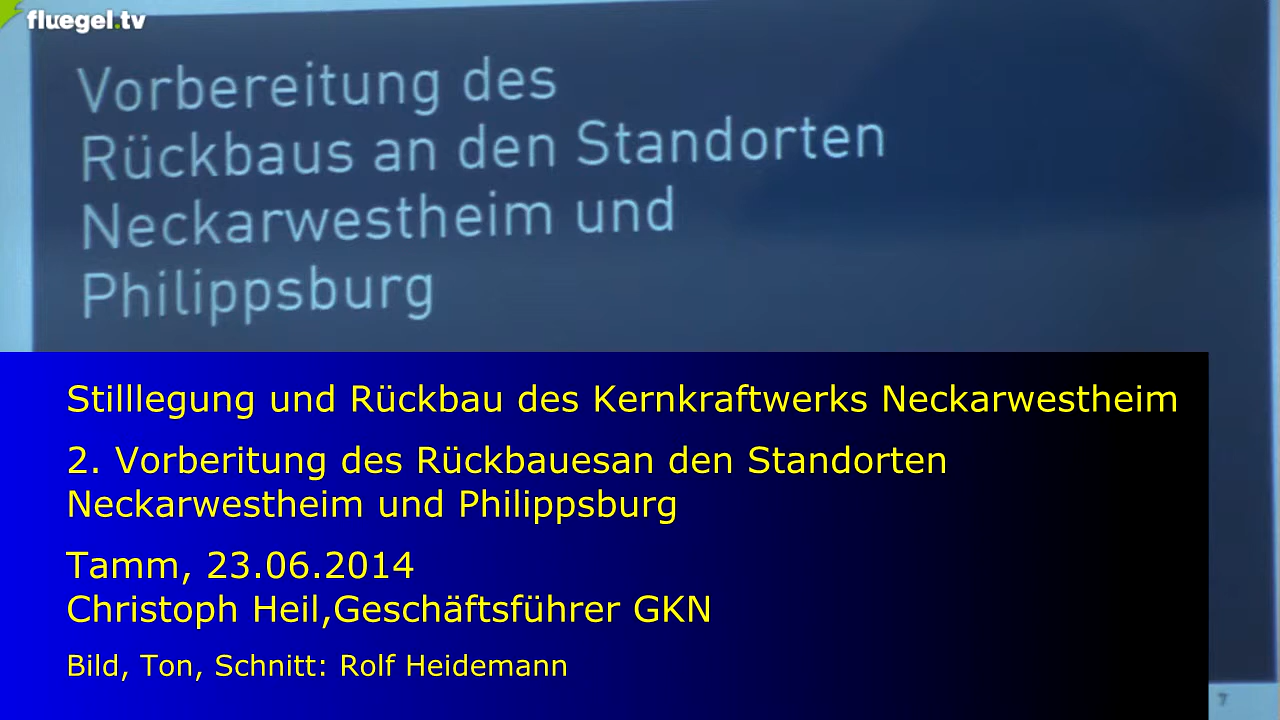 fluegel.tv
Vorbereitung des
Rückbaus an den Standorten
Neckarwestheim und
Philippsburg
Stilllegung und Rückbau des Kernkraftwerks Neckarwestheim
2. Vorberitung des Rückbauesan den Standorten
Neckarwestheim und Philippsburg
Tamm, 23.06.2014
Christoph Heil,Geschäftsführer GKN
Bild, Ton, Schnitt: Rolf Heidemann
7